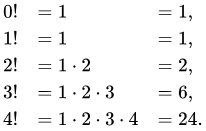 0! = 1 = 1,
1! = 1 = 1,
2! = 1 · 2 = 2,
3! = 1 · 2 · 3 = 6,
4! = 1 · 2 · 3 · 4 = 24.